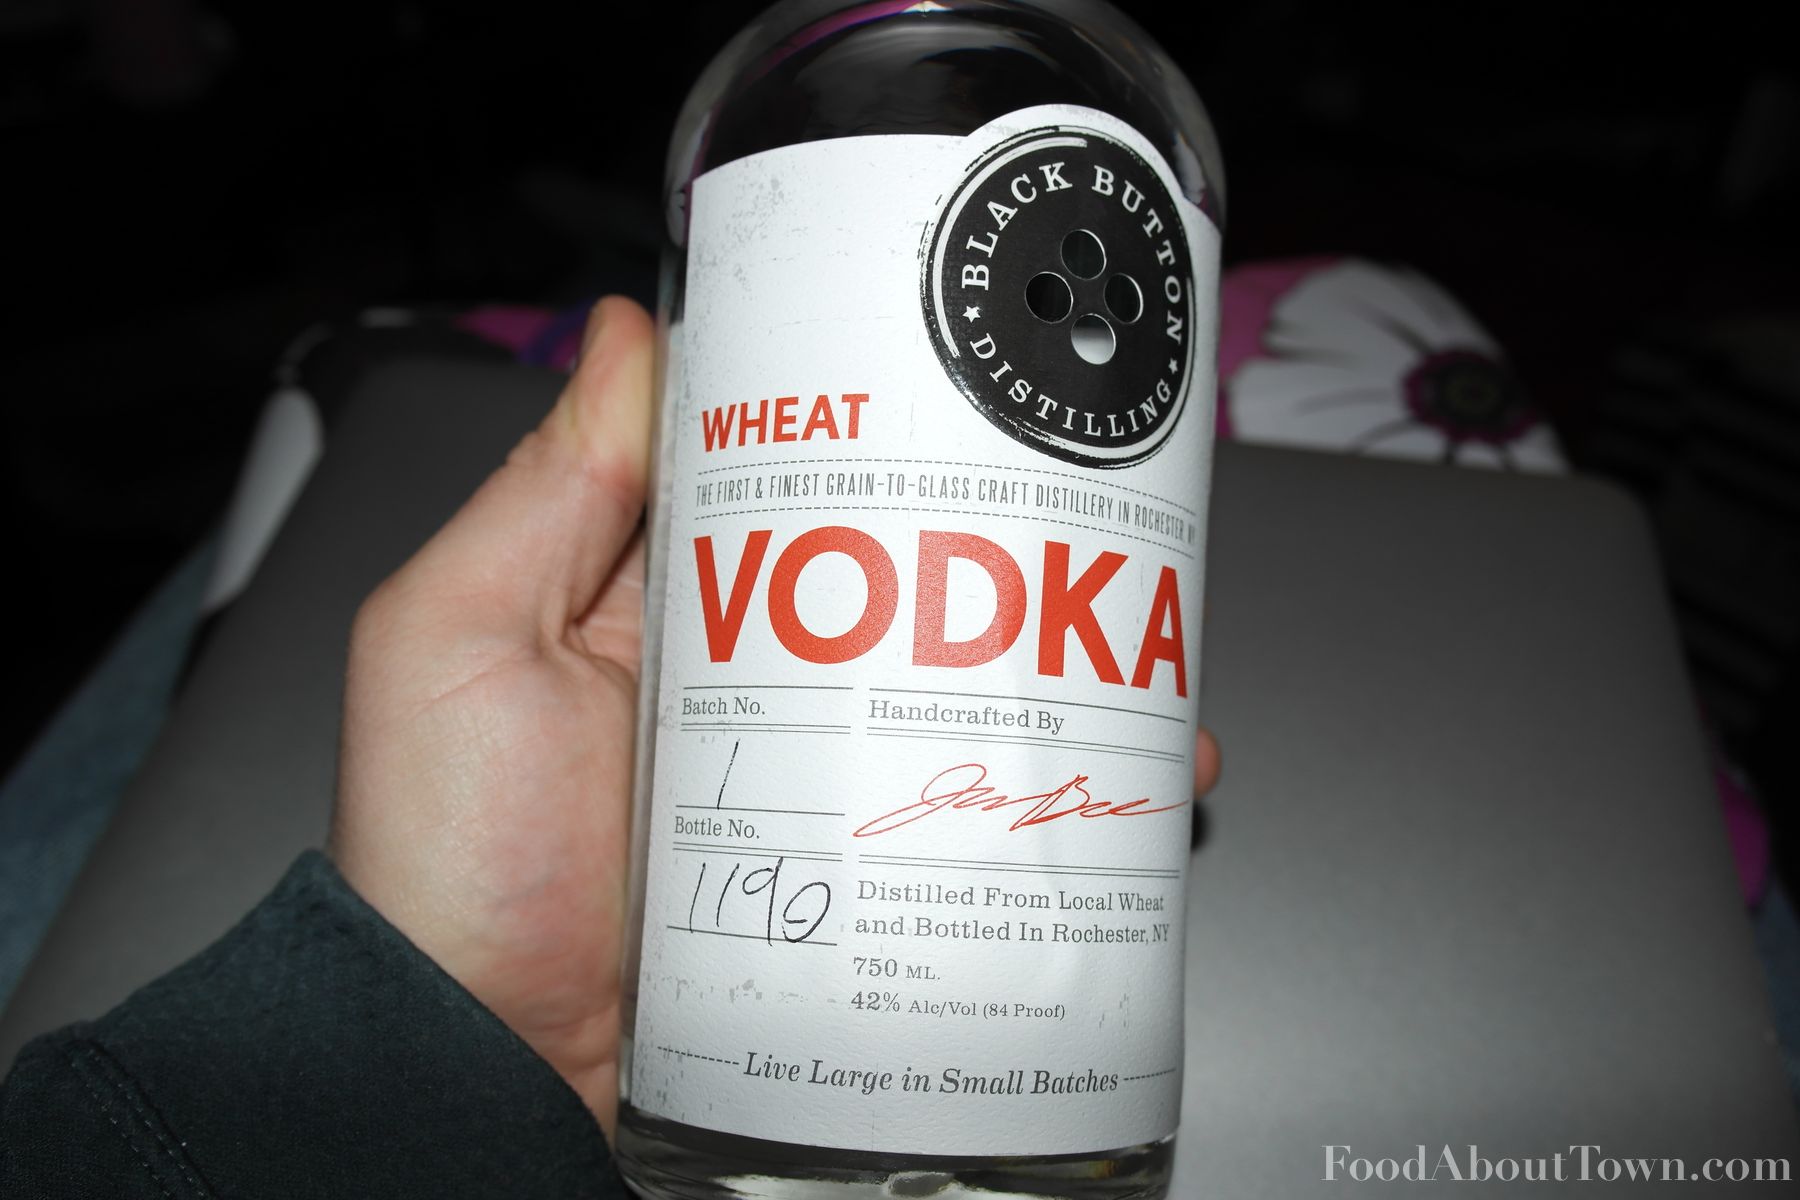 BLACK BUTTON
DISTILLING
WHEAT
THE FIRST & FINEST GRAIN-TO-GLASS CRAFT DISTILLERY IN ROCHESTER, NY
VODKA
Batch No.
1
Handcrafted By
Bottle No.
1190
Distilled From Local Wheat
and Bottled In Rochester, NY
750 ML.
42% Alc/Vol (84 Proof)
Live Large in Small Batches
FoodAboutTown.com